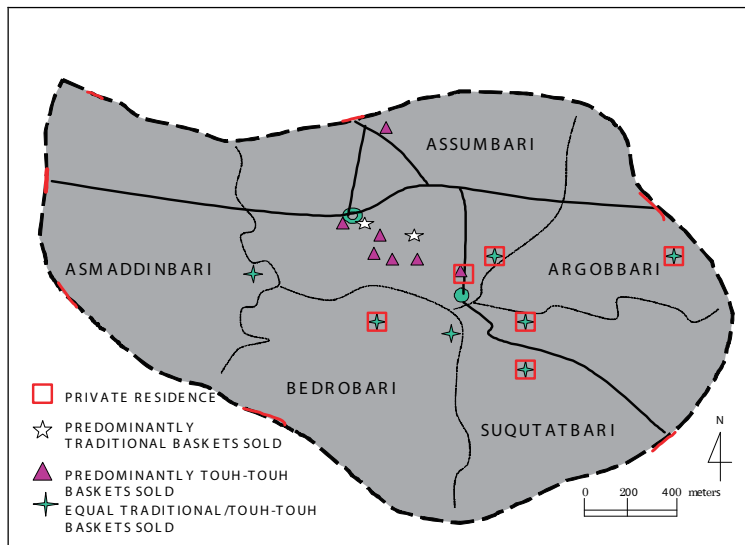 ASSUMBARI
ASMADDINBARI
ARGOBBARI
BEDROBARI
SUQUTATBARI
PRIVATE RESIDENCE
PREDOMINANTLY
TRADITIONAL BASKETS SOLD
PREDOMINANTLY TOUH-TOUH
BASKETS SOLD
EQUAL TRADITIONAL/TOUH-TOUH
BASKETS SOLD
N
0 200 400 meters